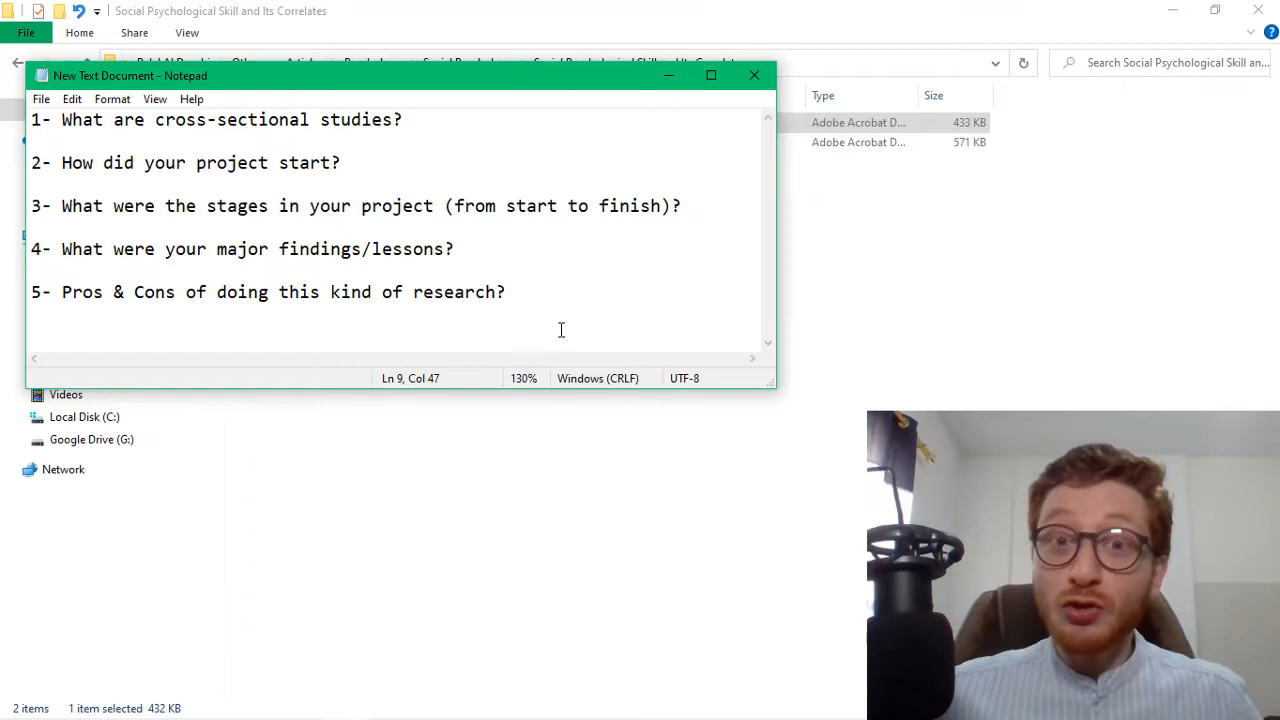 Social Psychological Skill and Its Correlates
File
Home
Share
View
Search Social Psychological Skill an...
New Text Document - Notepad
File Edit Format View Help
1- What are cross-sectional studies?
2- How did your project start?
3- What were the stages in your project (from start to finish)?
4- What were your major findings/lessons?
5- Pros & Cons of doing this kind of research?
Ln 9, Col 47
130%
Windows (CRLF)
UTF-8
Type
Size
Adobe Acrobat D...
433 KB
Adobe Acrobat D...
571 KB
Videos
Local Disk (C:)
Google Drive (G:)
Network
2 items
1 item selected 432 KB